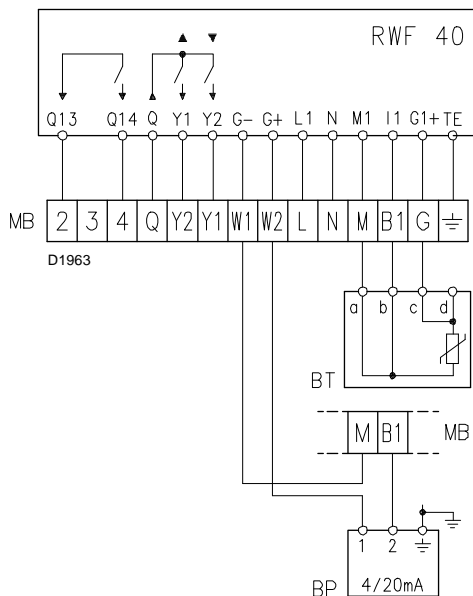 RWF 40
Q13 Q14 Q Y1 Y2 G- G+ L1 N M1 I1 G1+ TE
MB 2 3 4 Q Y2 Y1 W1 W2 L N M B1 G
D1963
a b c d
BT
M B1 MB
1 2
BP 4/20mA